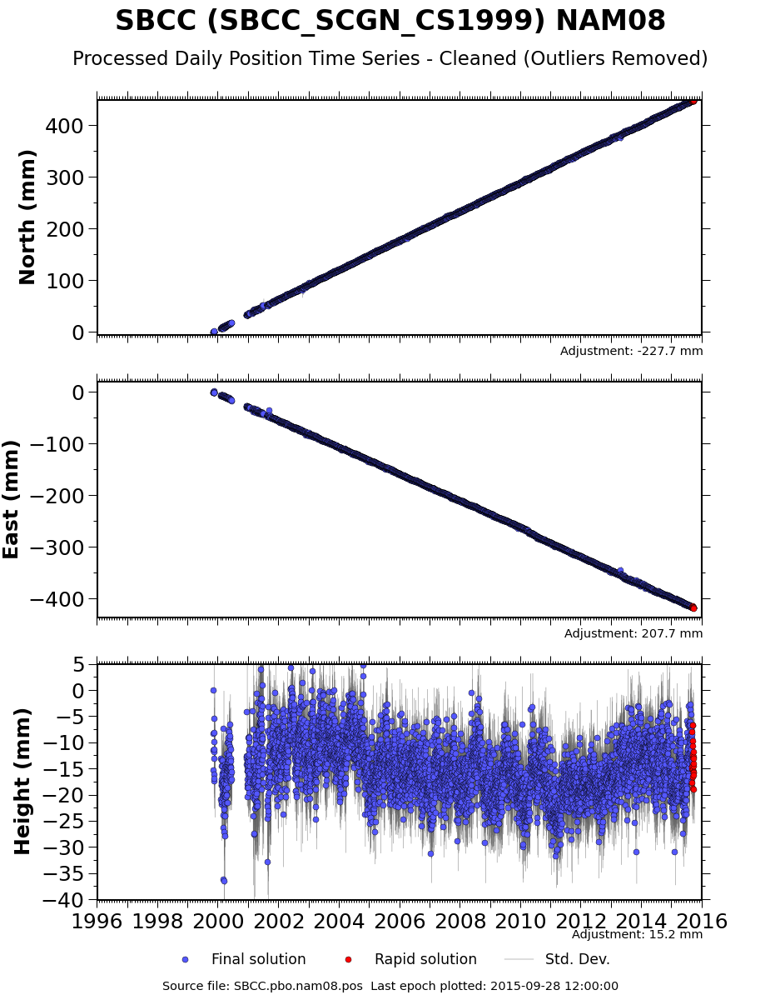 SBCC (SBCC_SCGN_CS1999) NAM08
Processed Daily Position Time Series - Cleaned (Outliers Removed)
North (mm)
400
300
200
100
0
Adjustment: -227.7 mm
East (mm)
0
−100
−200
−300
−400
Adjustment: 207.7 mm
Height (mm)
5
0
−5
−10
−15
−20
−25
−30
−35
−40
1996 1998 2000 2002 2004 2006 2008 2010 2012 2014 2016
Adjustment: 15.2 mm
Final solution Rapid solution Std. Dev.
Source file: SBCC.pbo.nam08.pos Last epoch plotted: 2015-09-28 12:00:00